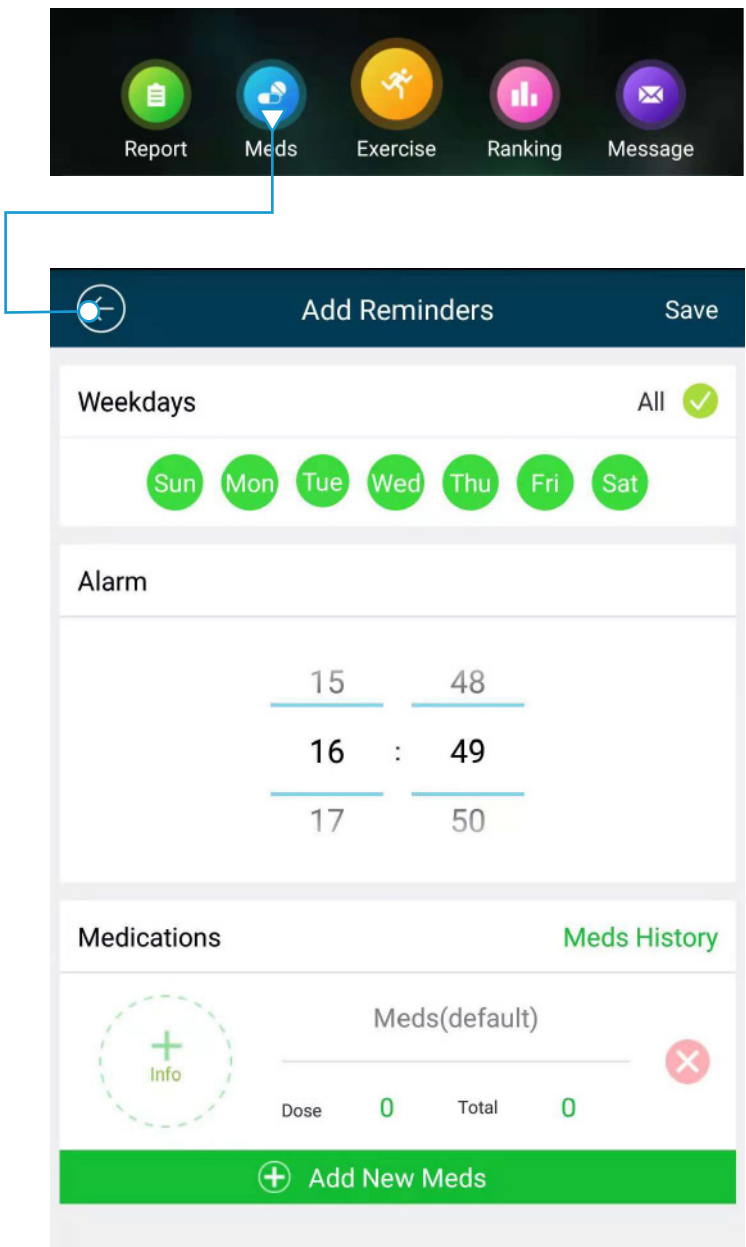 Report Meds Exercise Ranking Message
Add Reminders Save
Weekdays All
Sun Mon Tue Wed Thu Fri Sat
Alarm
15 48
16 : 49
17 50
Medications Meds History
Meds(default)
Info
Dose 0 Total 0
Add New Meds